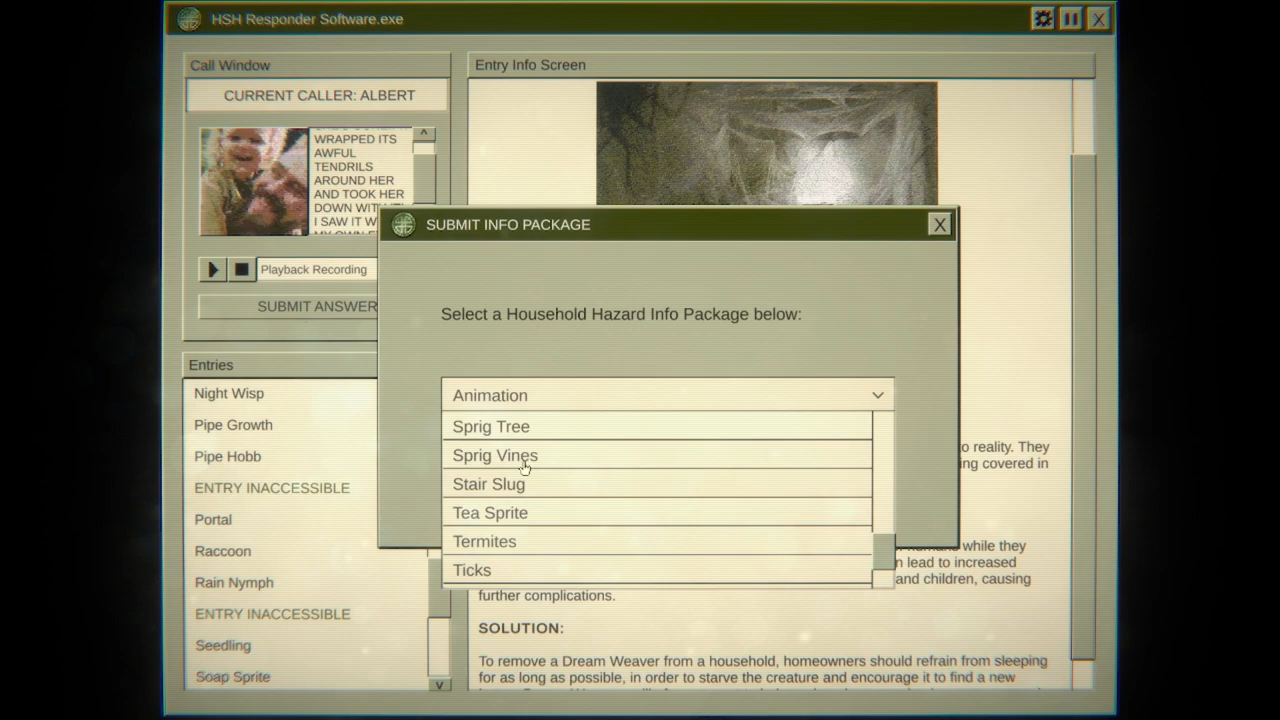 HSH Responder Software.exe
X
Call Window
CURRENT CALLER: ALBERT
WRAPPED ITS
AWFUL
TENDRILS
AROUND HER
AND TOOK HER
DOWN WITH
I SAW IT
Playback Recording
SUBMIT ANSWER
Entries
Night Wisp
Pipe Growth
Pipe Hobb
ENTRY INACCESSIBLE
Portal
Raccoon
Rain Nymph
ENTRY INACCESSIBLE
Seedling
Soap Sprite
Entry Info Screen
SUBMIT INFO PACKAGE
X
Select a Household Hazard Info Package below:
Animation
Sprig Tree
Sprig Vines
Stair Slug
Tea Sprite
Termites
Ticks
o reality. They
ing covered in
humans while they
n lead to increased
and children, causing
further complications.
SOLUTION:
To remove a Dream Weaver from a household, homeowners should refrain from sleeping
for as long as possible, in order to starve the creature and encourage it to find a new